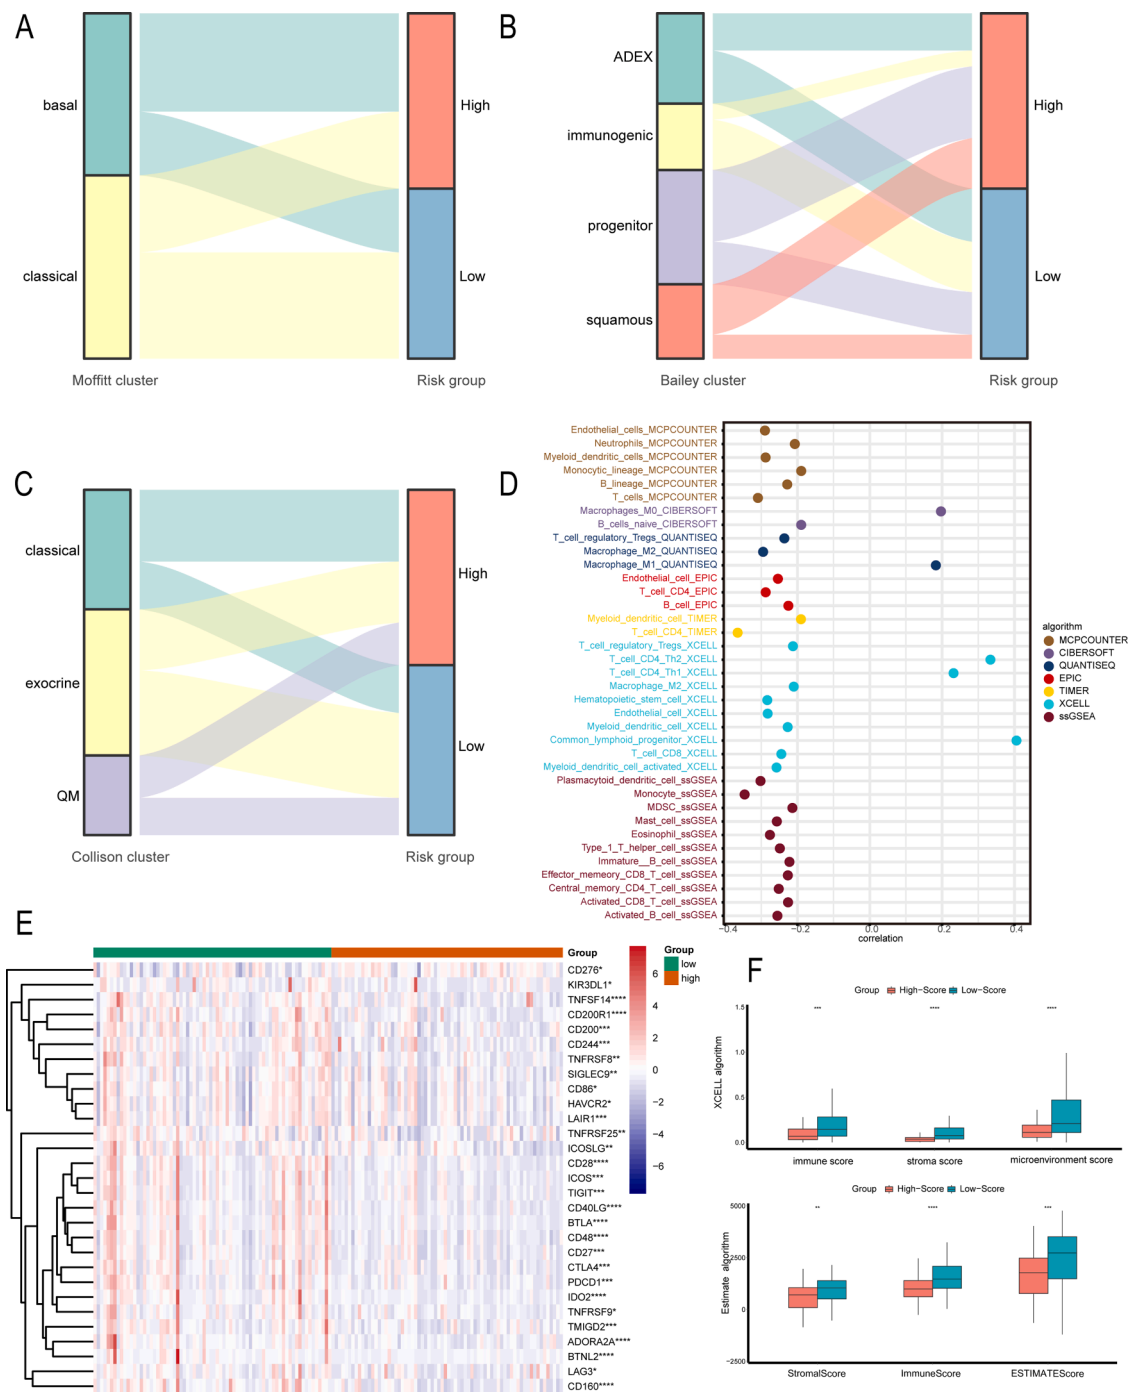 A
basal
classical
High
Low
Moffitt cluster
Risk group
B
ADEX
immunogenic
progenitor
squamous
High
Low
Bailey cluster
Risk group
C
classical
exocrine
QM
High
Low
Collison cluster
Risk group
D
Endothelial_cells_MCPCOUNTER
Neutrophils_MCPCOUNTER
Myeloid_dendritic_cells_MCPCOUNTER
Monocytic_lineage_MCPCOUNTER
B_lineage_MCPCOUNTER
T_cells_MCPCOUNTER
Macrophages_M0_CIBERSOFT
B_cells_naive_CIBERSOFT
T_cell_regulatory_Tregs_QUANTISEQ
Macrophage_M2_QUANTISEQ
Macrophage_M1_QUANTISEQ
Endothelial_cell_EPIC
T_cell_CD4_EPIC
B_cell_EPIC
Myeloid_dendritic_cell_TIMER
T_cell_CD4_TIMER
T_cell_regulatory_Tregs_XCELL
T_cell_CD4_Th2_XCELL
T_cell_CD4_Th1_XCELL
Macrophage_M2_XCELL
Hematopoietic_stem_cell_XCELL
Endothelial_cell_XCELL
Myeloid_dendritic_cell_XCELL
Common_lymphoid_progenitor_XCELL
T_cell_CD8_XCELL
Myeloid_dendritic_cell_activated_XCELL
Plasmacytoid_dendritic_cell_ssGSEA
Monocyte_ssGSEA
MDSC_ssGSEA
Mast_cell_ssGSEA
Eosinophil_ssGSEA
Type_1_T_helper_cell_ssGSEA
Immature__B_cell_ssGSEA
Effector_memeory_CD8_T_cell_ssGSEA
Central_memory_CD4_T_cell_ssGSEA
Activated_CD8_T_cell_ssGSEA
Activated_B_cell_ssGSEA
−0.4 −0.2 0.0 0.2 0.4
correlation
algorithm
MCPCOUNTER
CIBERSOFT
QUANTISEQ
EPIC
TIMER
XCELL
ssGSEA
E
Group
CD276*
KIR3DL1*
TNFSF14****
CD200R1****
CD200***
CD244***
TNFRSF8**
SIGLEC9**
CD86*
HAVCR2*
LAIR1***
TNFRSF25**
ICOSLG**
CD28****
ICOS***
TIGIT***
CD40LG****
BTLA****
CD48****
CD27***
CTLA4***
PDCD1***
IDO2****
TNFRSF9*
TMIGD2***
ADORA2A****
BTNL2****
LAG3*
CD160****
6
4
2
0
−2
−4
−6
Group
low
high
F
Group High-Score Low-Score
*** **** ****
1.5
1.0
0.5
0.0
XCELL algorithm
immune score stroma score microenvironment score
Group High-Score Low-Score
** **** ***
5000
2500
0
−2500
Estimate algorithm
StromalScore ImmuneScore ESTIMATEScore